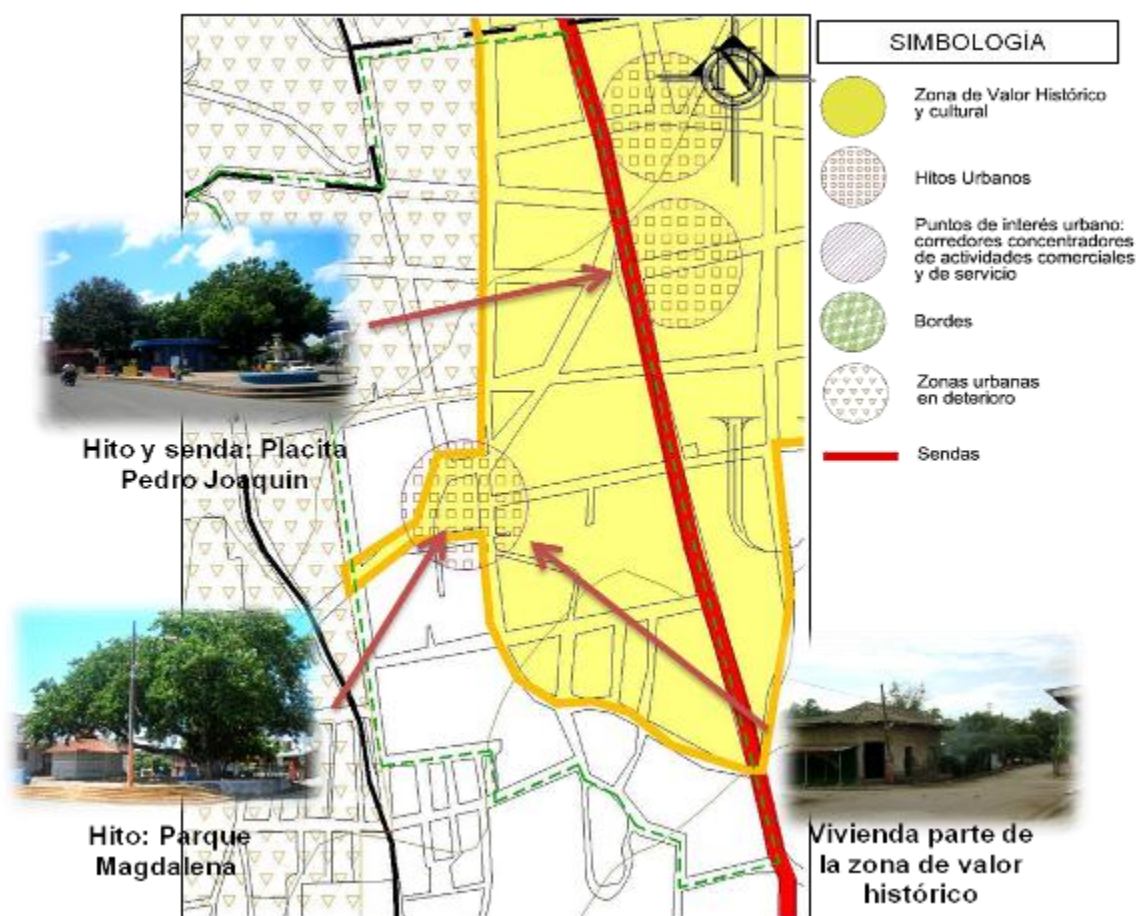 SIMBOLOGÍA
Zona de Valor Histórico
y cultural
Hitos Urbanos
Puntos de interés urbano:
corredores concentradores
de actividades comerciales
y de servicio
Bordes
Zonas urbanas
en deterioro
Sendas
Hito y senda: Placita
Pedro Joaquin
Hito: Parque
Magdalena
Vivienda parte de
la zona de valor
histórico